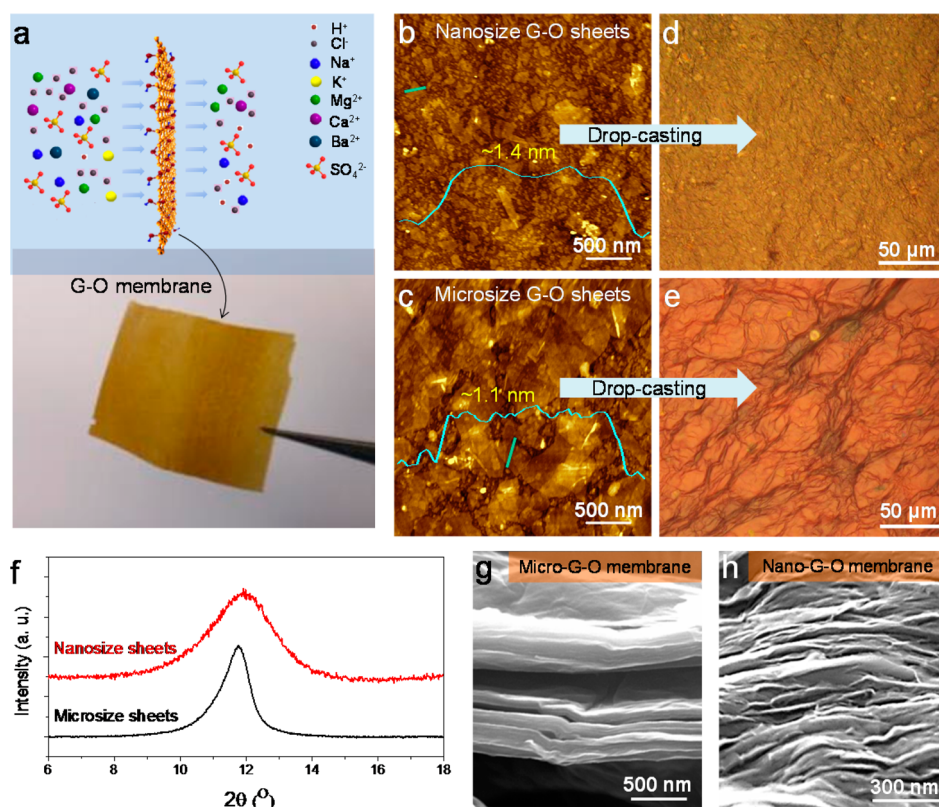 a
H⁺
Cl⁻
Na⁺
K⁺
Mg²⁺
Ca²⁺
Ba²⁺
SO₄²⁻
G-O membrane
b
Nanosize G-O sheets
~1.4 nm
500 nm
Drop-casting
d
50 µm
c
Microsize G-O sheets
~1.1 nm
500 nm
Drop-casting
e
50 µm
f
Intensity (a. u.)
Nanosize sheets
Microsize sheets
6 8 10 12 14 16 18
2θ (°)
g
Micro-G-O membrane
500 nm
h
Nano-G-O membrane
300 nm